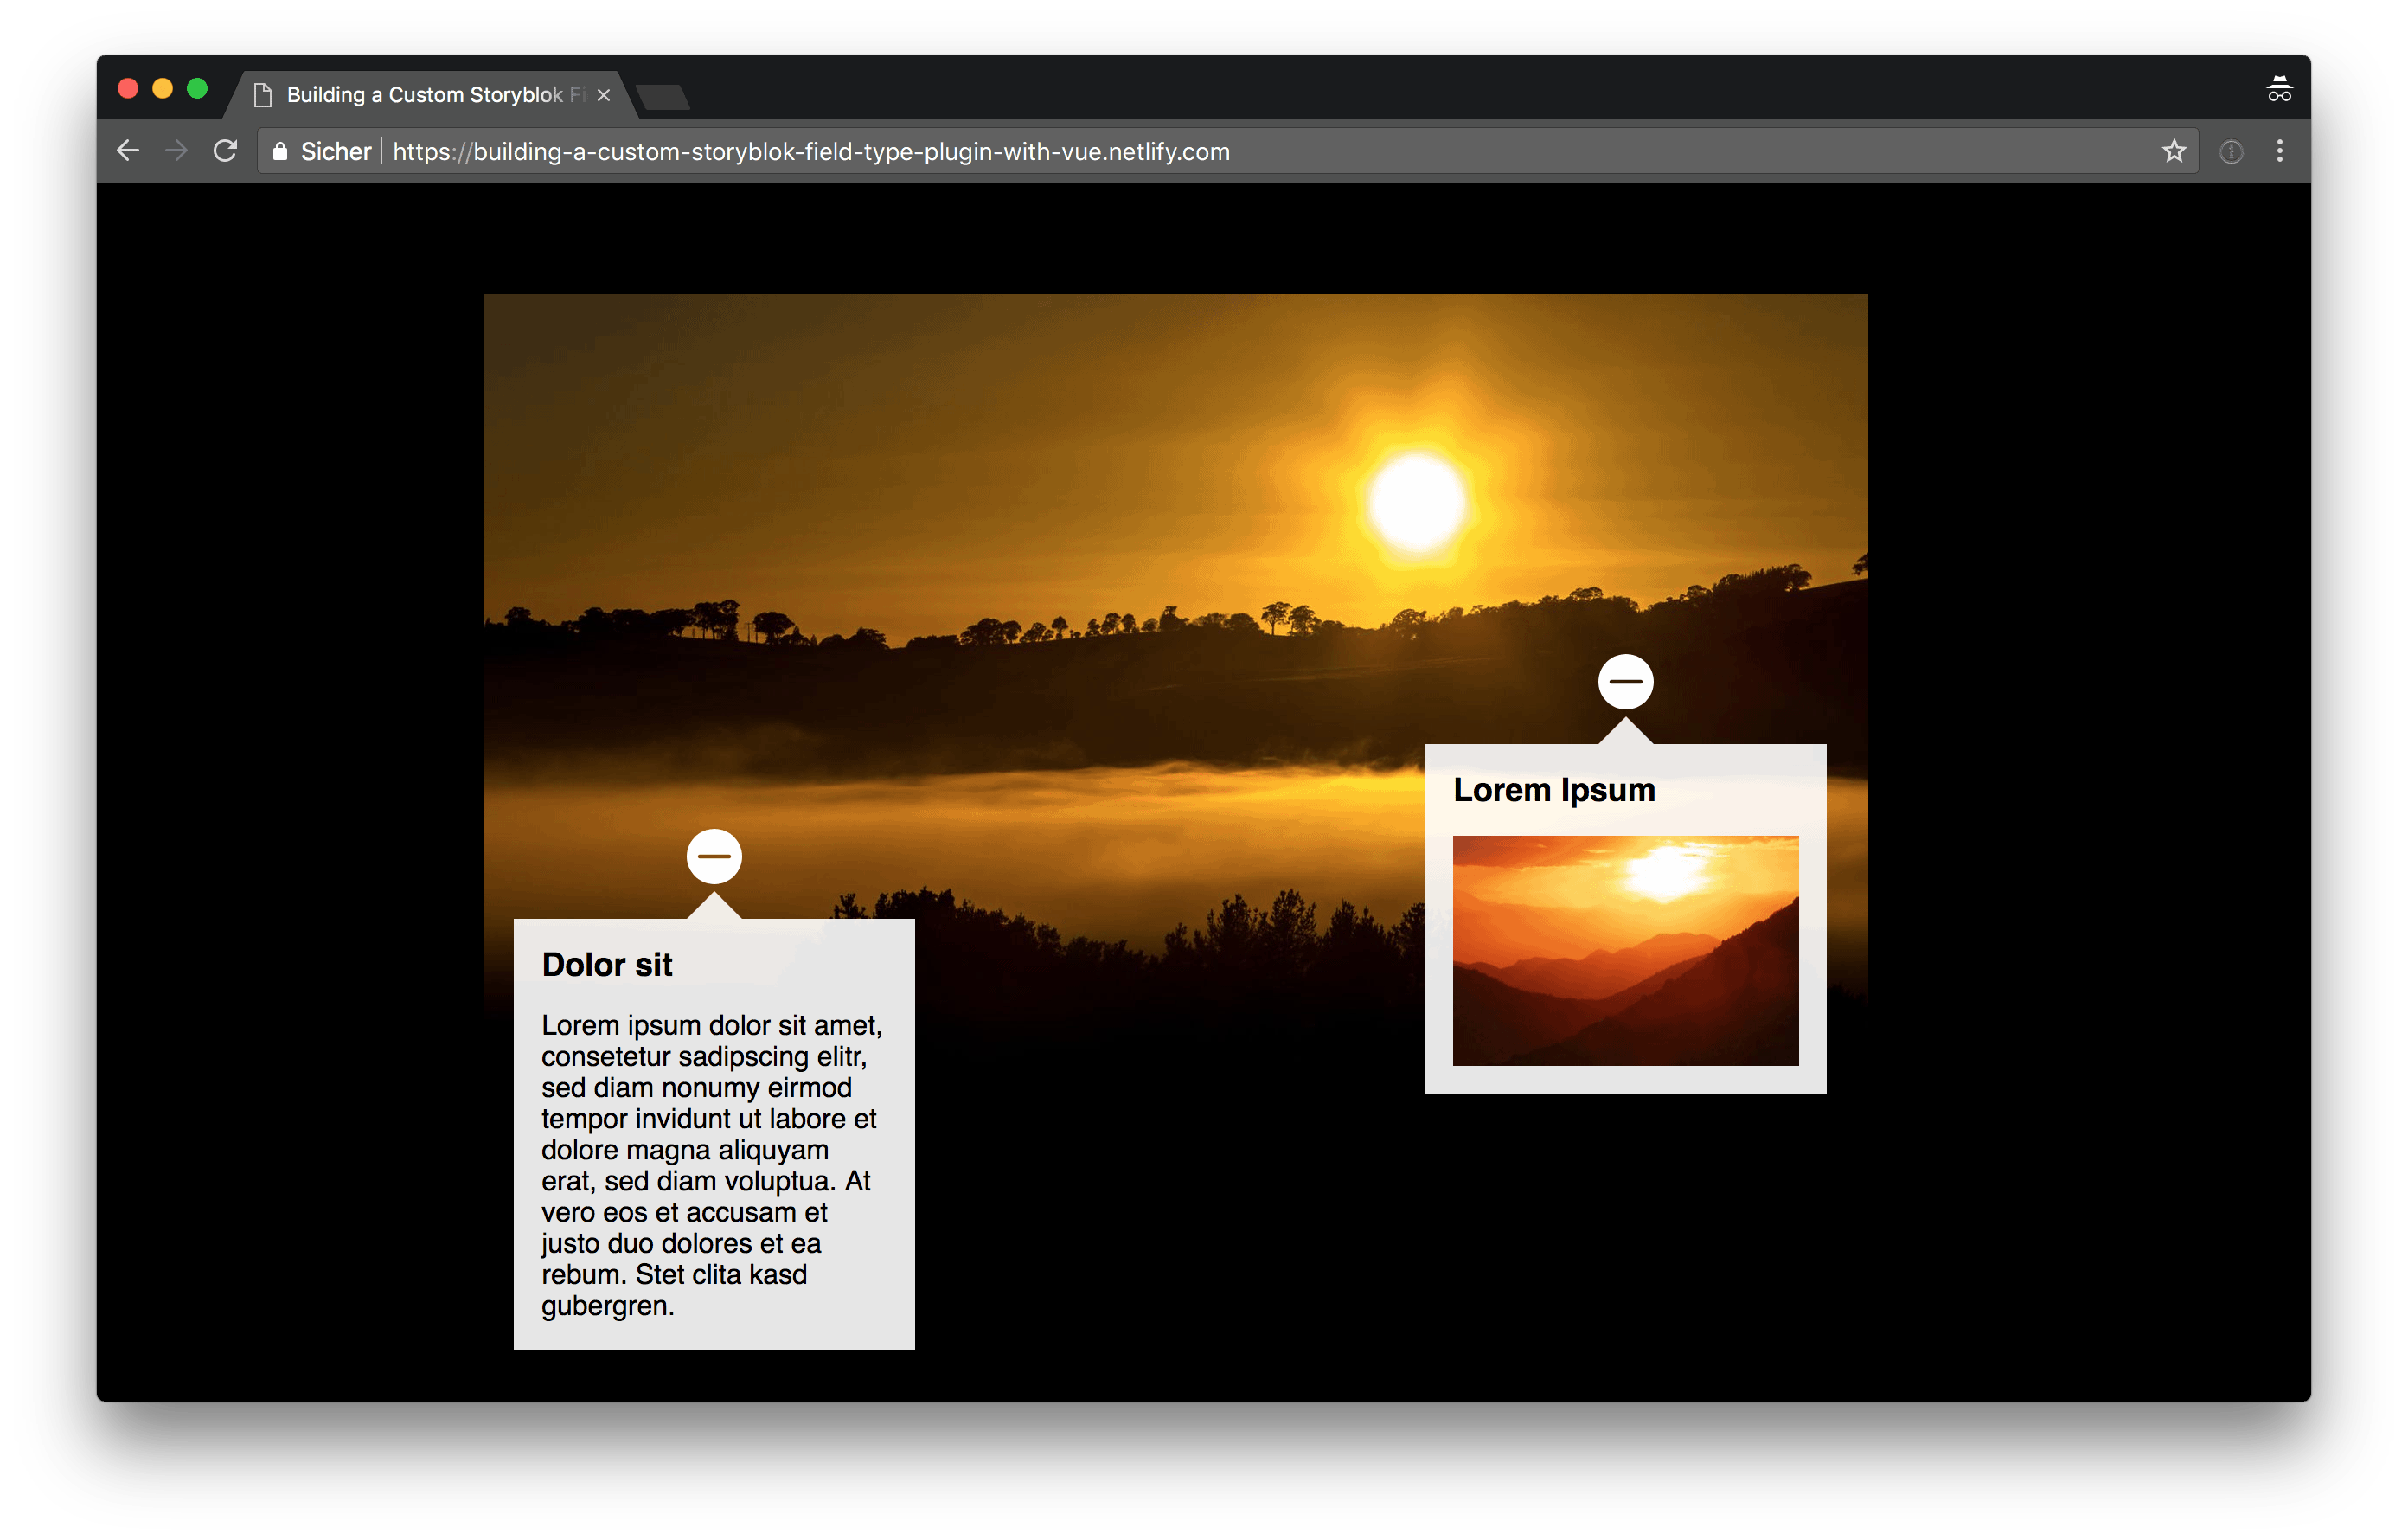 Building a Custom Storyblok Fi
Sicher
https://building-a-custom-storyblok-field-type-plugin-with-vue.netlify.com
Lorem Ipsum
Dolor sit
Lorem ipsum dolor sit amet,
consetetur sadipscing elitr,
sed diam nonumy eirmod
tempor invidunt ut labore et
dolore magna aliquyam
erat, sed diam voluptua. At
vero eos et accusam et
justo duo dolores et ea
rebum. Stet clita kasd
gubergren.